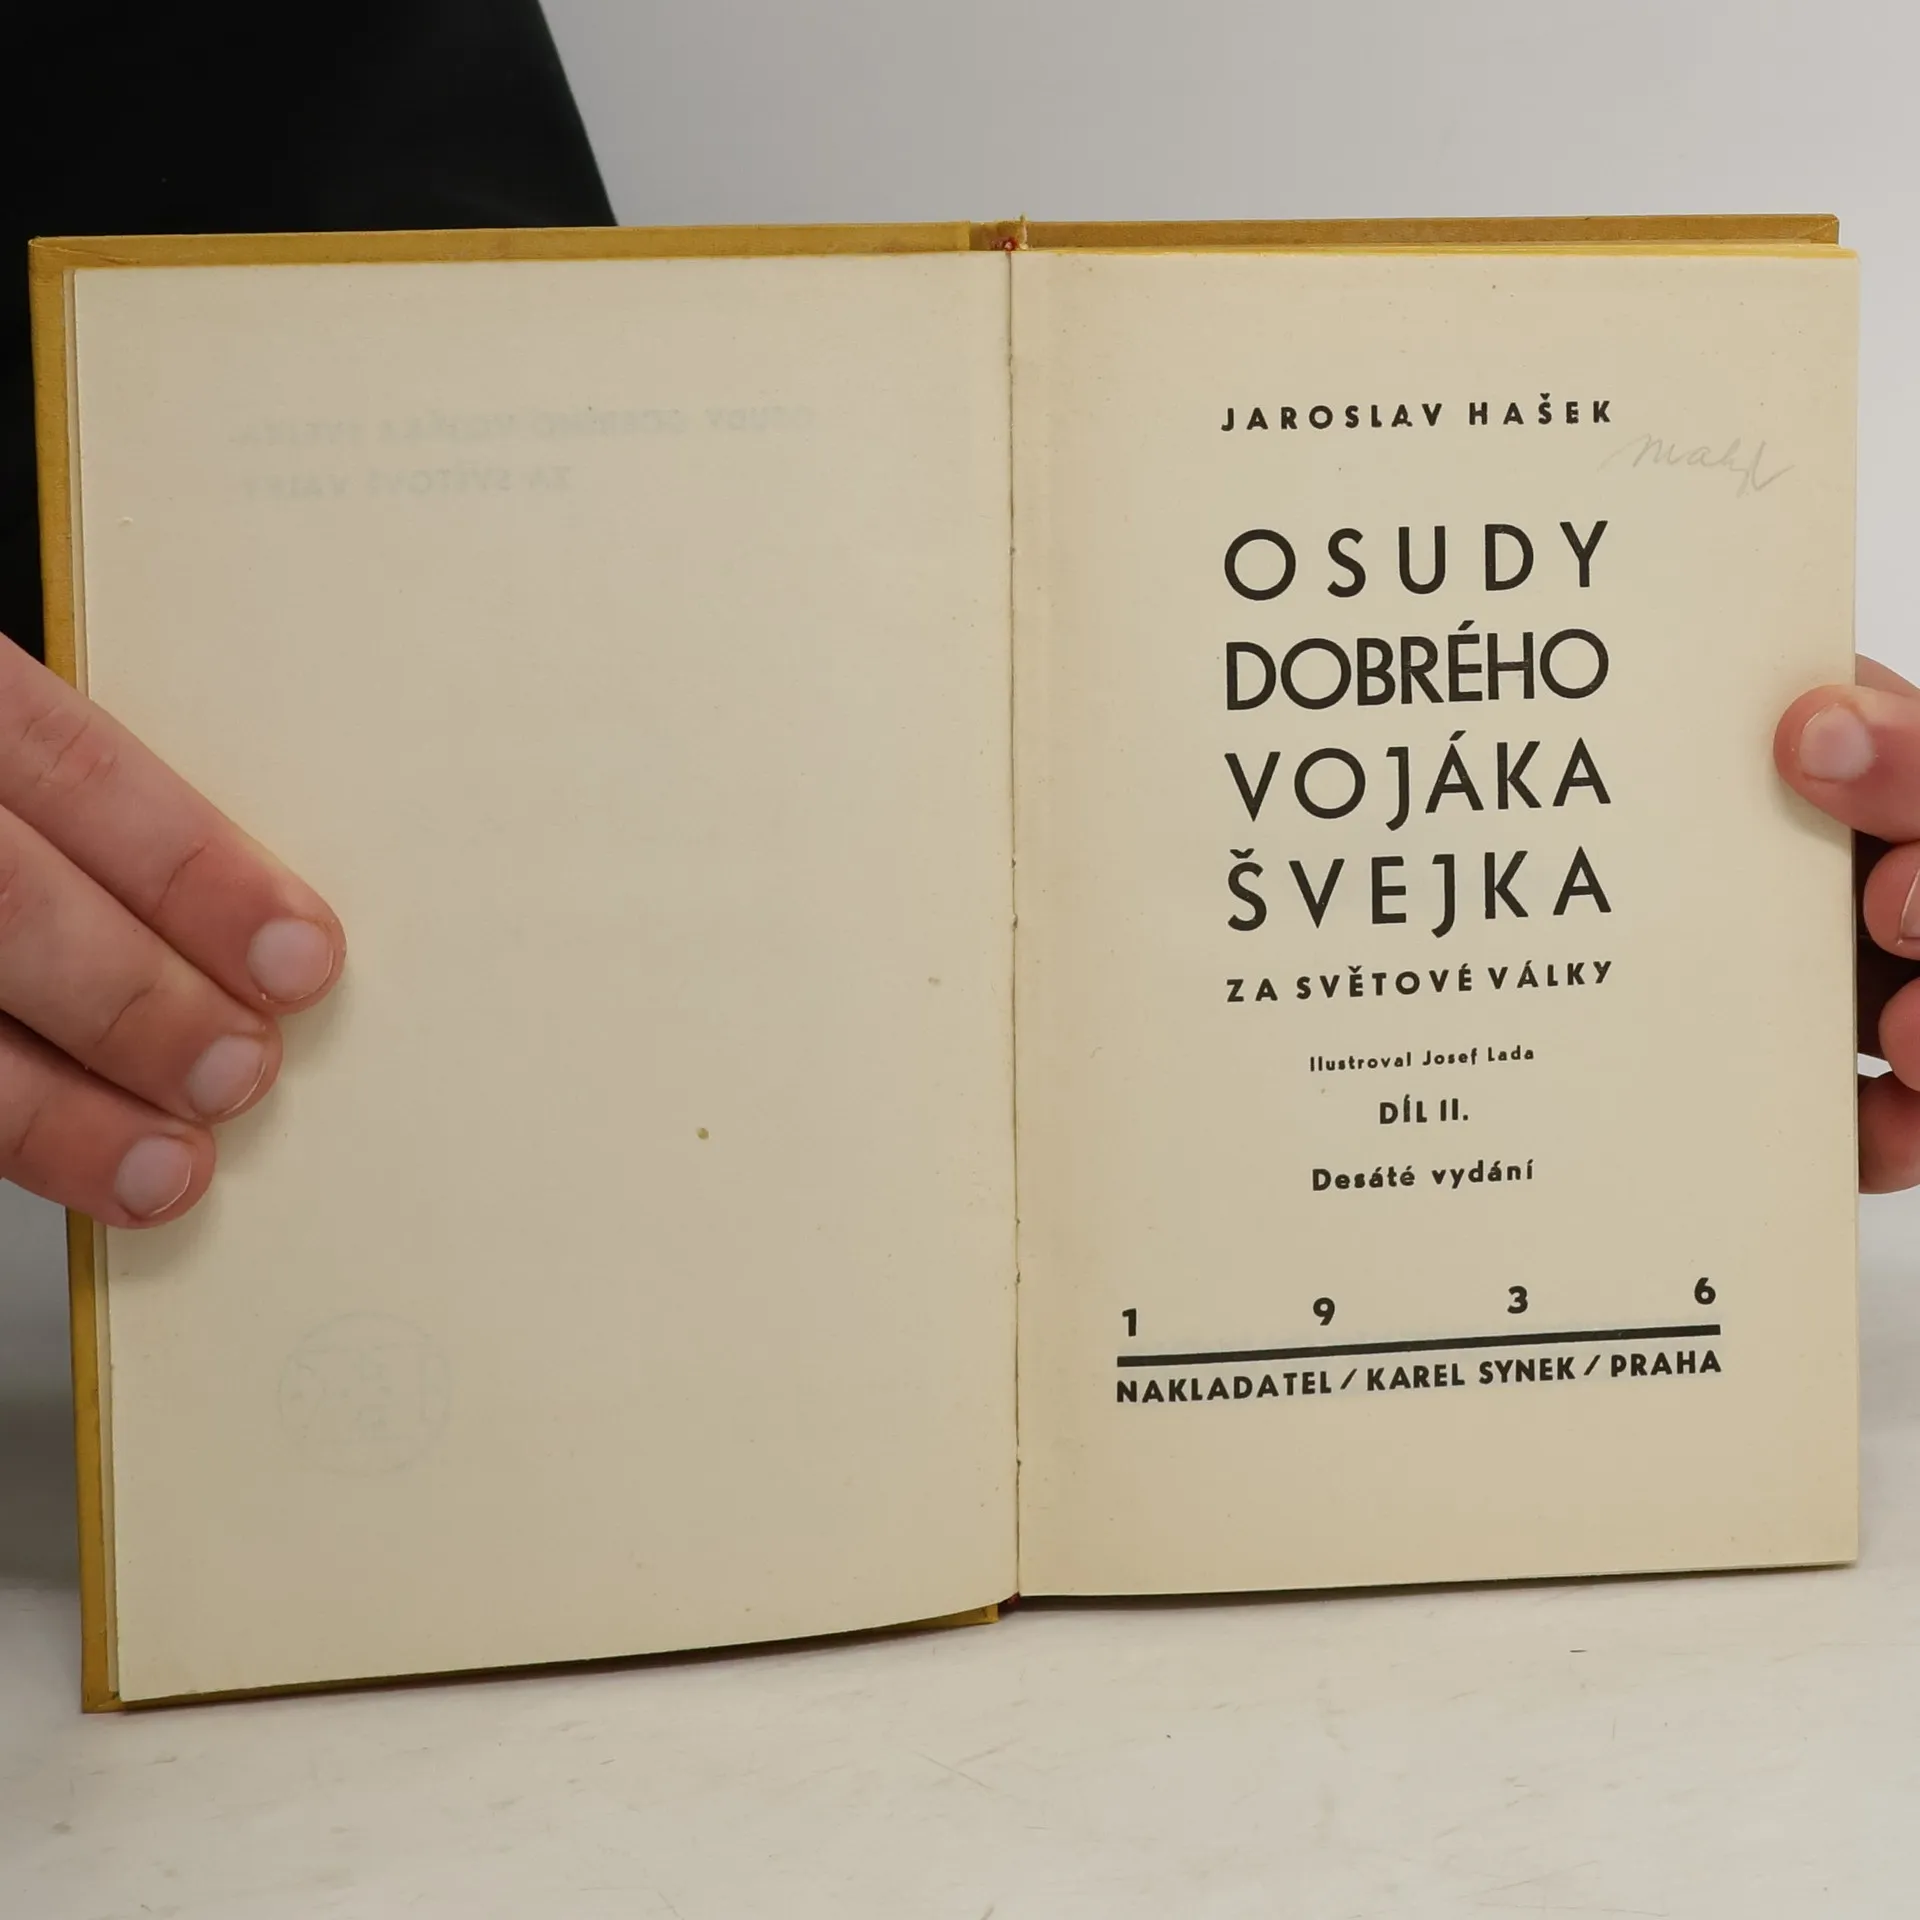 JAROSLAV HAŠEK
OSUDY
DOBRÉHO
VOJÁKA
ŠVEJKA
ZA SVĚTOVÉ VÁLKY
Ilustroval Josef Lada
DÍL II.
Desáté vydání
1 9 3 6
NAKLADATEL / KAREL SYNEK / PRAHA